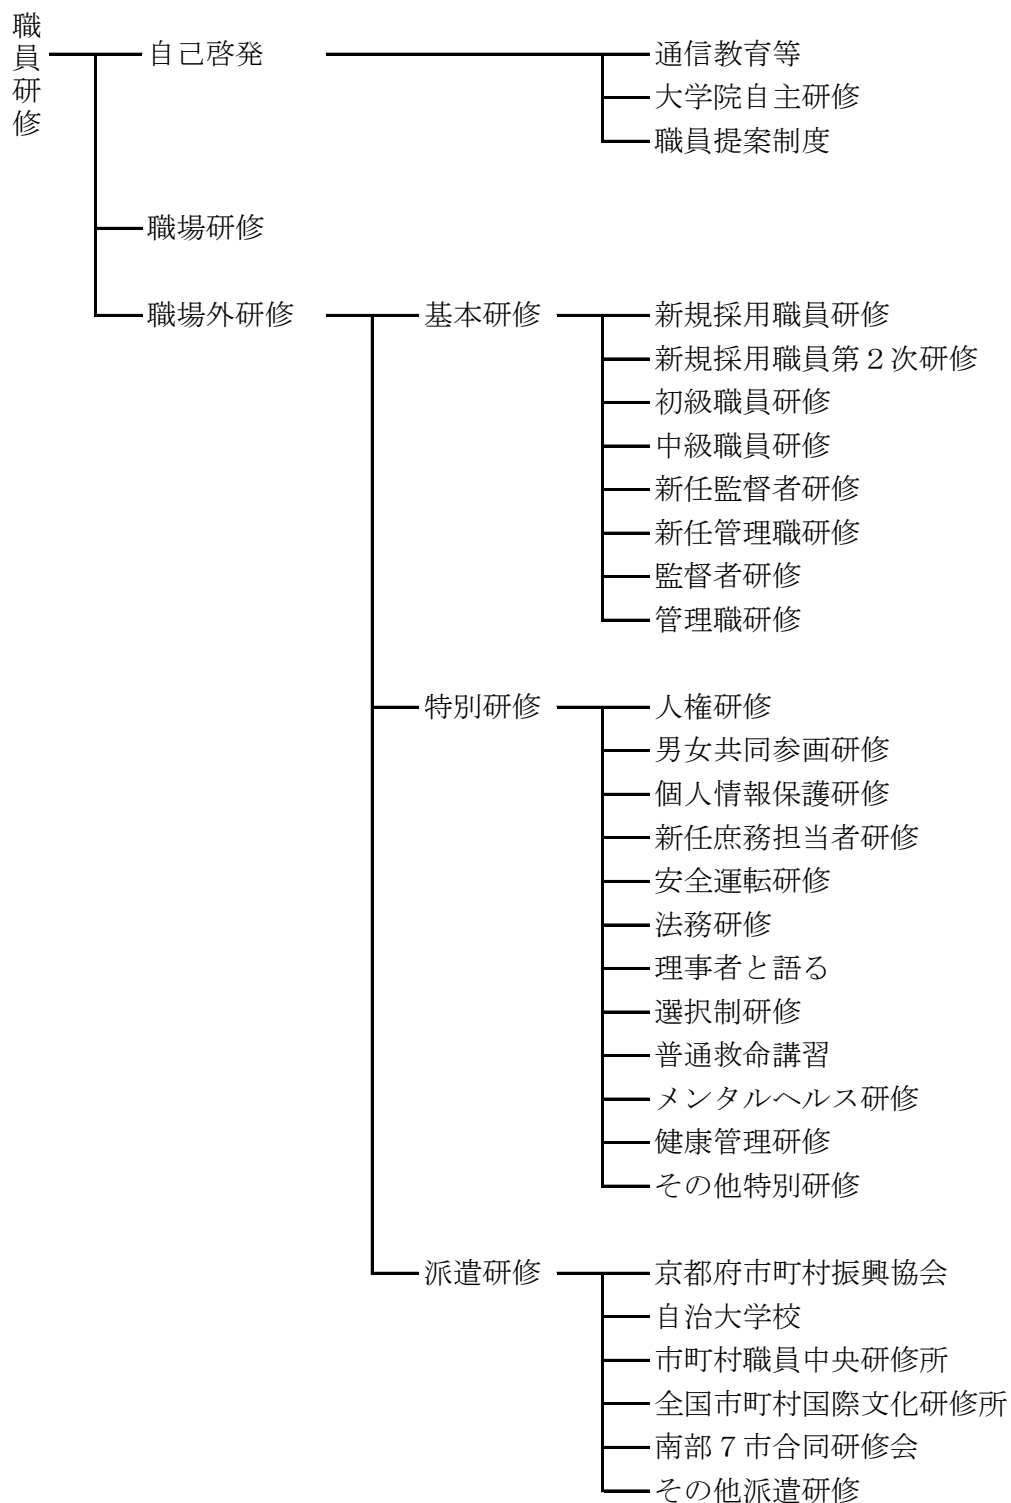 職員研修
自己啓発
通信教育等
大学院自主研修
職員提案制度
職場研修
職場外研修
基本研修
新規採用職員研修
新規採用職員第２次研修
初級職員研修
中級職員研修
新任監督者研修
新任管理職研修
監督者研修
管理職研修
特別研修
人権研修
男女共同参画研修
個人情報保護研修
新任庶務担当者研修
安全運転研修
法務研修
理事者と語る
選択制研修
普通救命講習
メンタルヘルス研修
健康管理研修
その他特別研修
派遣研修
京都府市町村振興協会
自治大学校
市町村職員中央研修所
全国市町村国際文化研修所
南部７市合同研修会
その他派遣研修